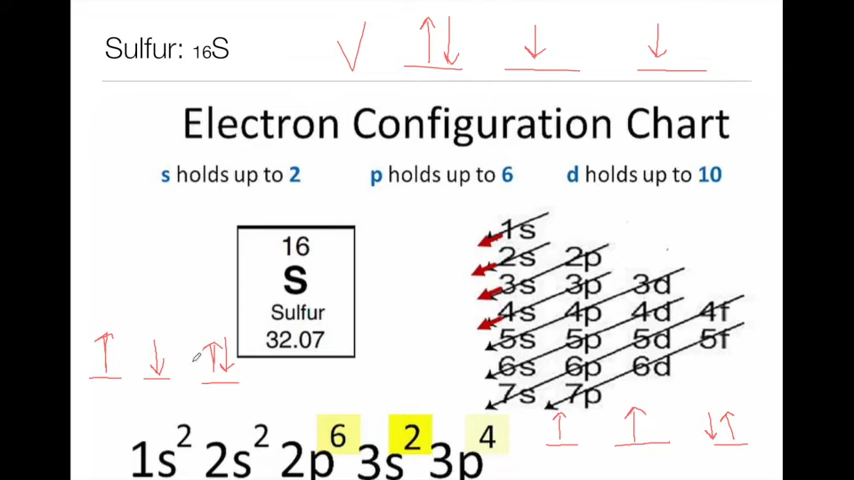 Sulfur: ₁₆S
Electron Configuration Chart
s holds up to 2 p holds up to 6 d holds up to 10
16
S
Sulfur
32.07
1s
2s 2p
3s 3p 3d
4s 4p 4d 4f
5s 5p 5d 5f
6s 6p 6d
7s 7p
1s² 2s² 2p⁶ 3s² 3p⁴